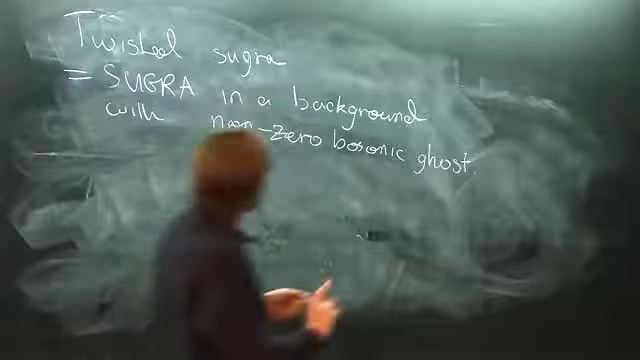 Twisted sugra
= SUGRA in a background
with non-zero bosonic ghost.